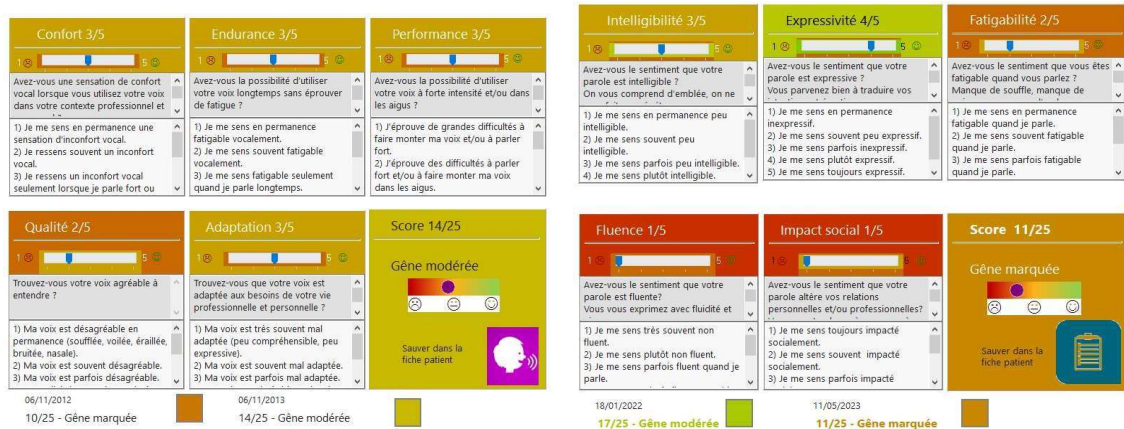 Confort 3/5
1 5
Avez-vous une sensation de confort
vocal lorsque vous utilisez votre voix
dans votre contexte professionnel et
1) Je me sens en permanence une
sensation d'inconfort vocal.
2) Je ressens souvent un inconfort
vocal.
3) Je ressens un inconfort vocal
seulement lorsque je parle fort ou
Endurance 3/5
1 5
Avez-vous la possibilité d'utiliser
votre voix longtemps sans éprouver
de fatigue ?
1) Je me sens en permanence
fatigable vocalement.
2) Je me sens souvent fatigable
vocalement.
3) Je me sens fatigable seulement
quand je parle longtemps.
Performance 3/5
1 5
Avez-vous la possibilité d'utiliser
votre voix à forte intensité et/ou dans
les aigus ?
1) J'éprouve de grandes difficultés à
faire monter ma voix et/ou à parler
fort.
2) J'éprouve des difficultés à parler
fort et/ou à faire monter ma voix
dans les aigus.
Qualité 2/5
1 5
Trouvez-vous votre voix agréable à
entendre ?
1) Ma voix est désagréable en
permanence (soufflée, voilée, éraillée,
bruitée, nasale).
2) Ma voix est souvent désagréable.
3) Ma voix est parfois désagréable.
Adaptation 3/5
1 5
Trouvez-vous que votre voix est
adaptée aux besoins de votre vie
professionnelle et personnelle ?
1) Ma voix est très souvent mal
adaptée (peu compréhensible, peu
expressive).
2) Ma voix est souvent mal adaptée.
3) Ma voix est parfois mal adaptée.
Score 14/25
Gêne modérée
Sauver dans la
fiche patient
06/11/2012
10/25 - Gêne marquée
06/11/2013
14/25 - Gêne modérée
Intelligibilité 3/5
1 5
Avez-vous le sentiment que votre
parole est intelligible ?
On vous comprend d'emblée, on ne
1) Je me sens en permanence peu
intelligible.
2) Je me sens souvent peu
intelligible.
3) Je me sens parfois peu intelligible.
4) Je me sens plutôt intelligible.
Expressivité 4/5
1 5
Avez-vous le sentiment que votre
parole est expressive ?
Vous parvenez bien à traduire vos
1) Je me sens en permanence
inexpressif.
2) Je me sens souvent peu expressif.
3) Je me sens parfois inexpressif.
4) Je me sens plutôt expressif.
5) Je me sens toujours expressif.
Fatigabilité 2/5
1 5
Avez-vous le sentiment que vous êtes
fatigable quand vous parlez ?
Manque de souffle, manque de
1) Je me sens en permanence
fatigable quand je parle.
2) Je me sens souvent fatigable
quand je parle.
3) Je me sens parfois fatigable
quand je parle.
Fluence 1/5
1 5
Avez-vous le sentiment que votre
parole est fluente?
Vous vous exprimez avec fluidité et
1) Je me sens très souvent non
fluent.
2) Je me sens plutôt non fluent.
3) Je me sens parfois fluent quand je
parle.
Impact social 1/5
1 5
Avez-vous le sentiment que votre
parole altère vos relations
personnelles et/ou professionnelles?
1) Je me sens toujours impacté
socialement.
2) Je me sens souvent impacté
socialement.
3) Je me sens parfois impacté
Score 11/25
Gêne marquée
Sauver dans la
fiche patient
18/01/2022
17/25 - Gêne modérée
11/05/2023
11/25 - Gêne marquée